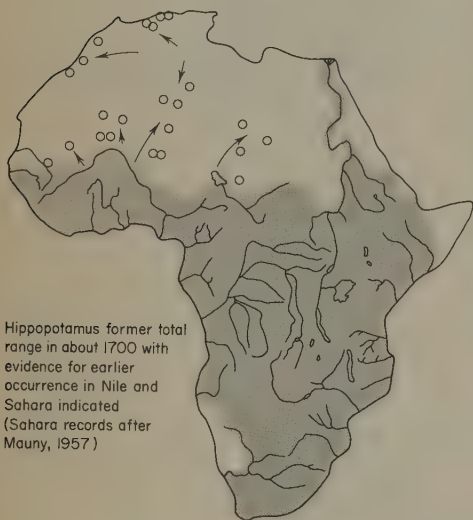 Hippopotamus former total
range in about 1700 with
evidence for earlier
occurrence in Nile and
Sahara indicated
(Sahara records after
Mauny, 1957)